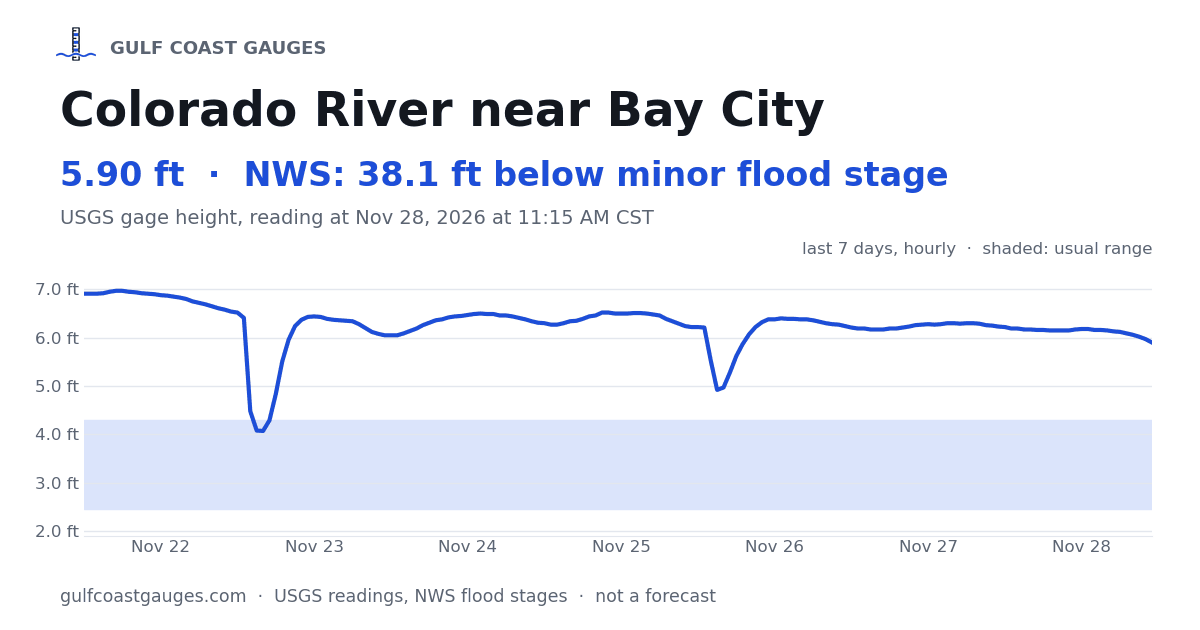 GULF COAST GAUGES
Colorado River near Bay City
5.90 ft · NWS: 38.1 ft below minor flood stage
USGS gage height, reading at Nov 28, 2026 at 11:15 AM CST
last 7 days, hourly · shaded: usual range
7.0 ft
6.0 ft
5.0 ft
4.0 ft
3.0 ft
2.0 ft
Nov 22 Nov 23 Nov 24 Nov 25 Nov 26 Nov 27 Nov 28
gulfcoastgauges.com · USGS readings, NWS flood stages · not a forecast